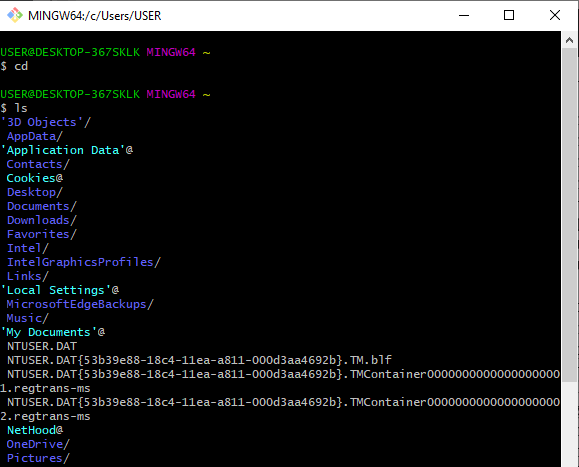 MINGW64:/c/Users/USER
USER@DESKTOP-367SKLK MINGW64 ~
$ cd
USER@DESKTOP-367SKLK MINGW64 ~
$ ls
'3D Objects'/
AppData/
'Application Data'@
Contacts/
Cookies@
Desktop/
Documents/
Downloads/
Favorites/
Intel/
IntelGraphicsProfiles/
Links/
'Local Settings'@
MicrosoftEdgeBackups/
Music/
'My Documents'@
NTUSER.DAT
NTUSER.DAT{53b39e88-18c4-11ea-a811-000d3aa4692b}.TM.blf
NTUSER.DAT{53b39e88-18c4-11ea-a811-000d3aa4692b}.TMContainer0000000000000000000
1.regtrans-ms
NTUSER.DAT{53b39e88-18c4-11ea-a811-000d3aa4692b}.TMContainer0000000000000000000
2.regtrans-ms
NetHood@
OneDrive/
Pictures/